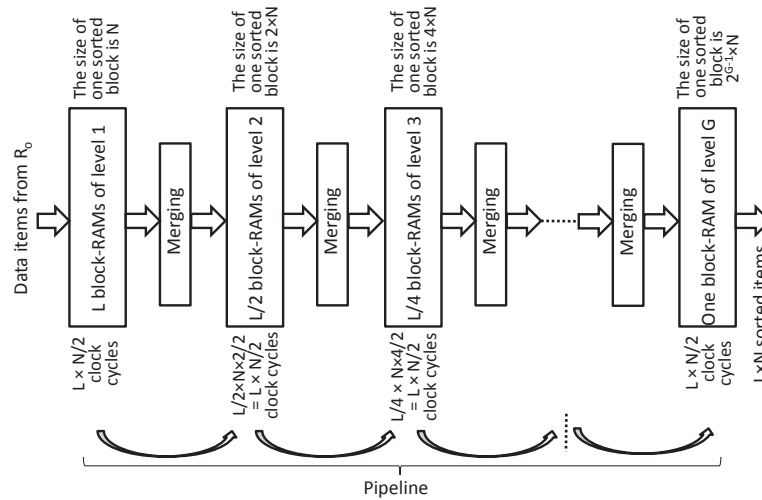 Data items from Rₒ
L × N/2
clock
cycles
L block-RAMs of level 1
The size of
one sorted
block is N
Merging
L/2×N×2/2
= L × N/2
clock cycles
L/2 block-RAMs of level 2
The size of
one sorted
block is 2×N
Merging
L/4 × N×4/2
= L × N/2
clock cycles
L/4 block-RAMs of level 3
The size of
one sorted
block is 4×N
Merging
Merging
L × N/2
clock
cycles
One block-RAM of level G
The size of
one sorted
block is
2ᴳ⁻¹×N
L×N sorted items
Pipeline